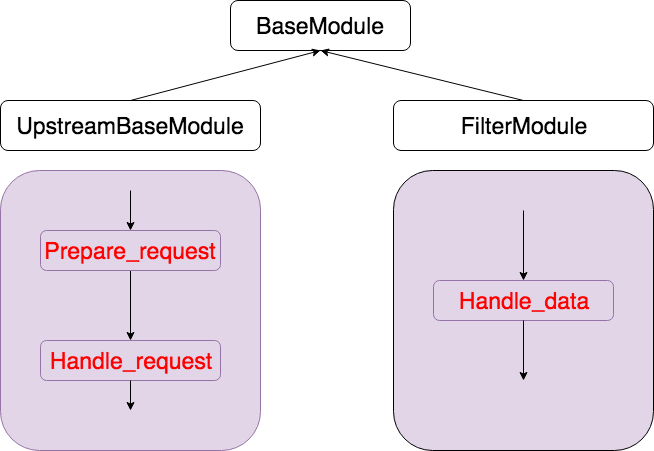 BaseModule
UpstreamBaseModule
FilterModule
Prepare_request
Handle_data
Handle_request